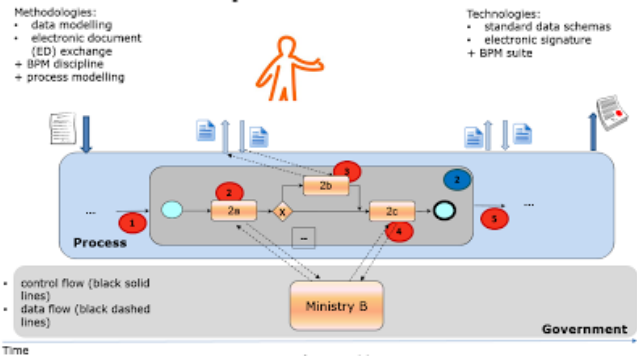 Methodologies:
• data modelling
• electronic document
(ED) exchange
+ BPM discipline
+ process modelling
Technologies:
• standard data schemas
• electronic signature
+ BPM suite
3
2
2
2b
...
2a
X
2c
...
1
5
4
...
Process
• control flow (black solid
lines)
• data flow (black dashed
lines)
Ministry B
Government
Time